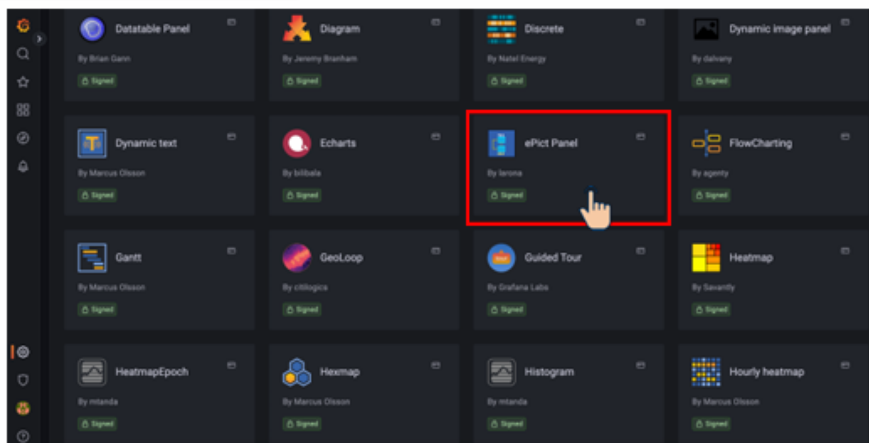 Datatable Panel
By Brian Gann
Signed
Diagram
By Jeremy Branham
Signed
Discrete
By Natel Energy
Signed
Dynamic image panel
By dalvany
Signed
Dynamic text
By Marcus Olsson
Signed
Echarts
By bilibala
Signed
ePict Panel
By larona
Signed
FlowCharting
By agenty
Signed
Gantt
By Marcus Olsson
Signed
GeoLoop
By citilogics
Signed
Guided Tour
By Grafana Labs
Signed
Heatmap
By Savantly
Signed
HeatmapEpoch
By mtanda
Signed
Hexmap
By Marcus Olsson
Signed
Histogram
By mtanda
Signed
Hourly heatmap
By Marcus Olsson
Signed